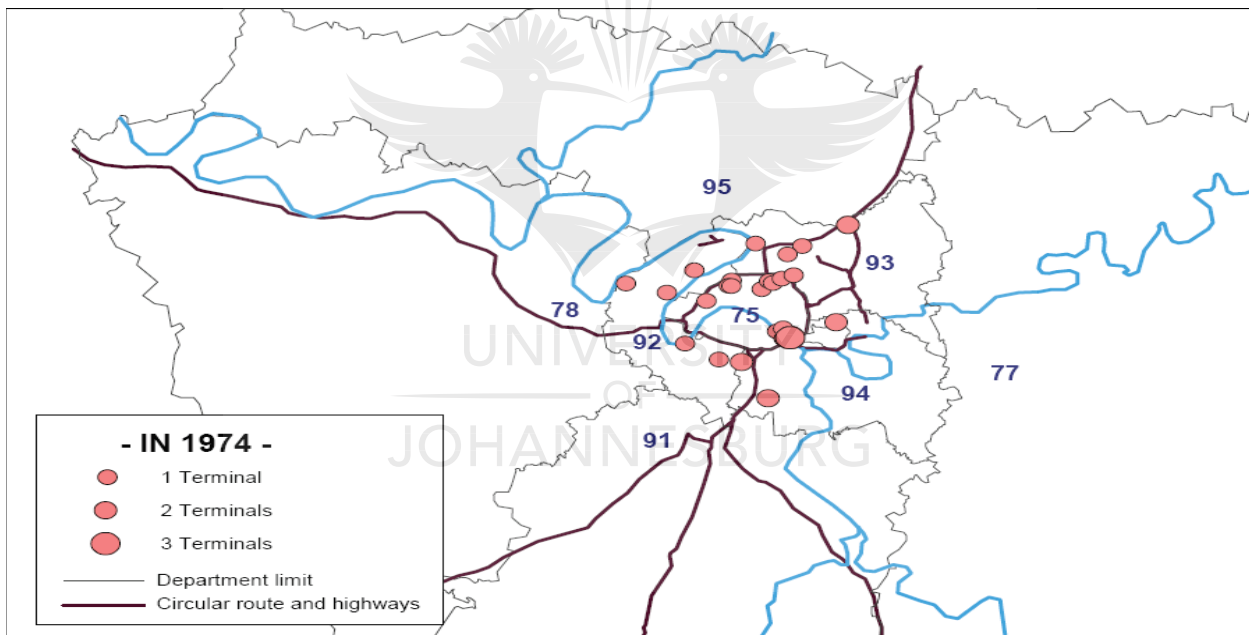 95
93
78
75
92
UNIVERSITY
77
94
OF
91
JOHANNESBURG
- IN 1974 -
1 Terminal
2 Terminals
3 Terminals
Department limit
Circular route and highways